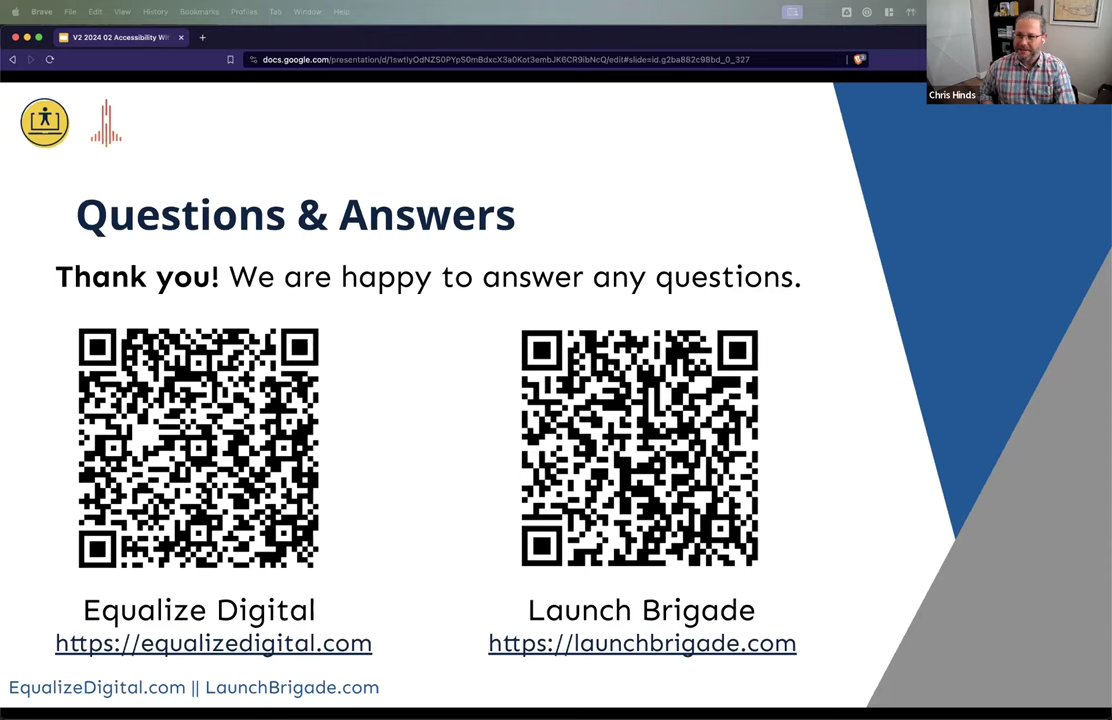 Brave File Edit View History Bookmarks Profiles Tab Window Help
V2 2024 02 Accessibility Wit
docs.google.com/presentation/d/1swtIyOdNZS0PYpS0mBdxcX3a0Kot3embJK6CR9ibNcQ/edit#slide=id.g2ba882c98bd_0_327
Chris Hinds
Questions & Answers
Thank you! We are happy to answer any questions.
Equalize Digital
https://equalizedigital.com
Launch Brigade
https://launchbrigade.com
EqualizeDigital.com || LaunchBrigade.com